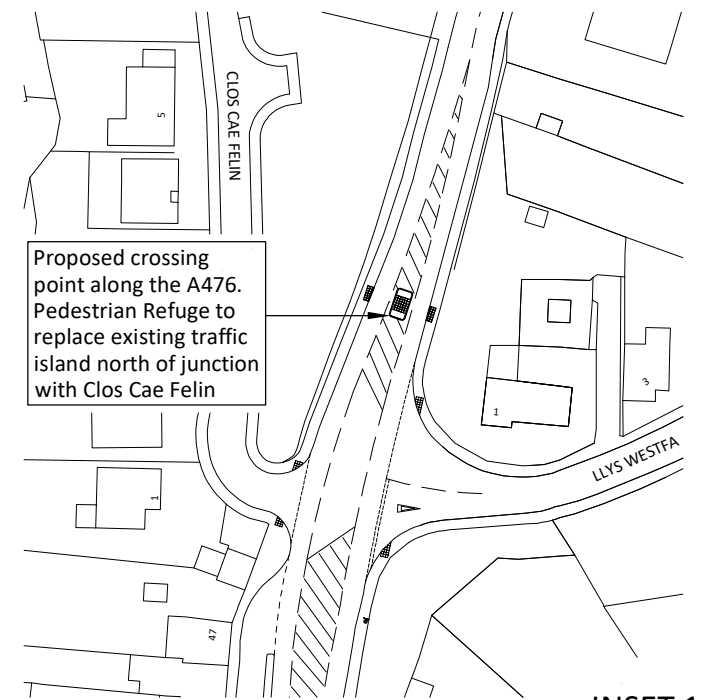 CLOS CAE FELIN
5
Proposed crossing
point along the A476.
Pedestrian Refuge to
replace existing traffic
island north of junction
with Clos Cae Felin
3
1
LLYS WESTFA
1
47
INSET 1